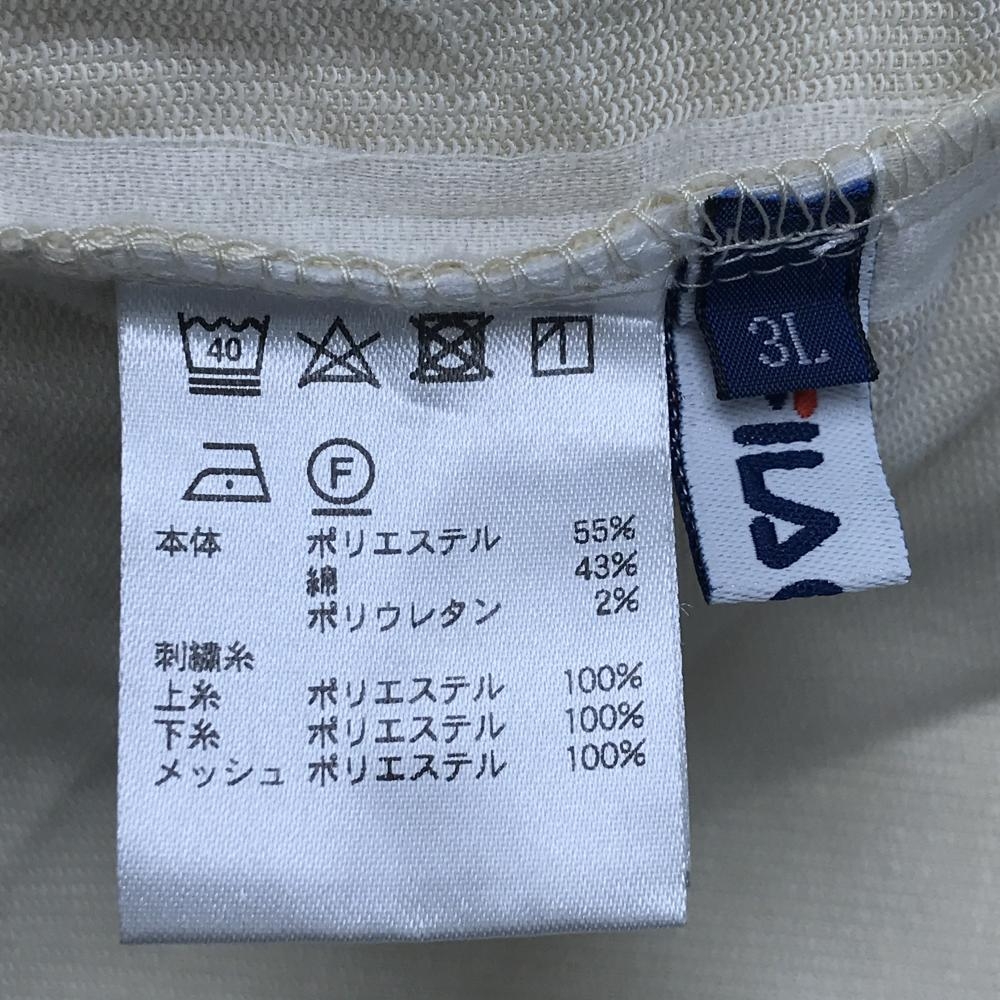 40
F
本体 ポリエステル 55%
綿 43%
ポリウレタン 2%
刺繍糸
上糸 ポリエステル 100%
下糸 ポリエステル 100%
メッシュ ポリエステル 100%
3L
FILA